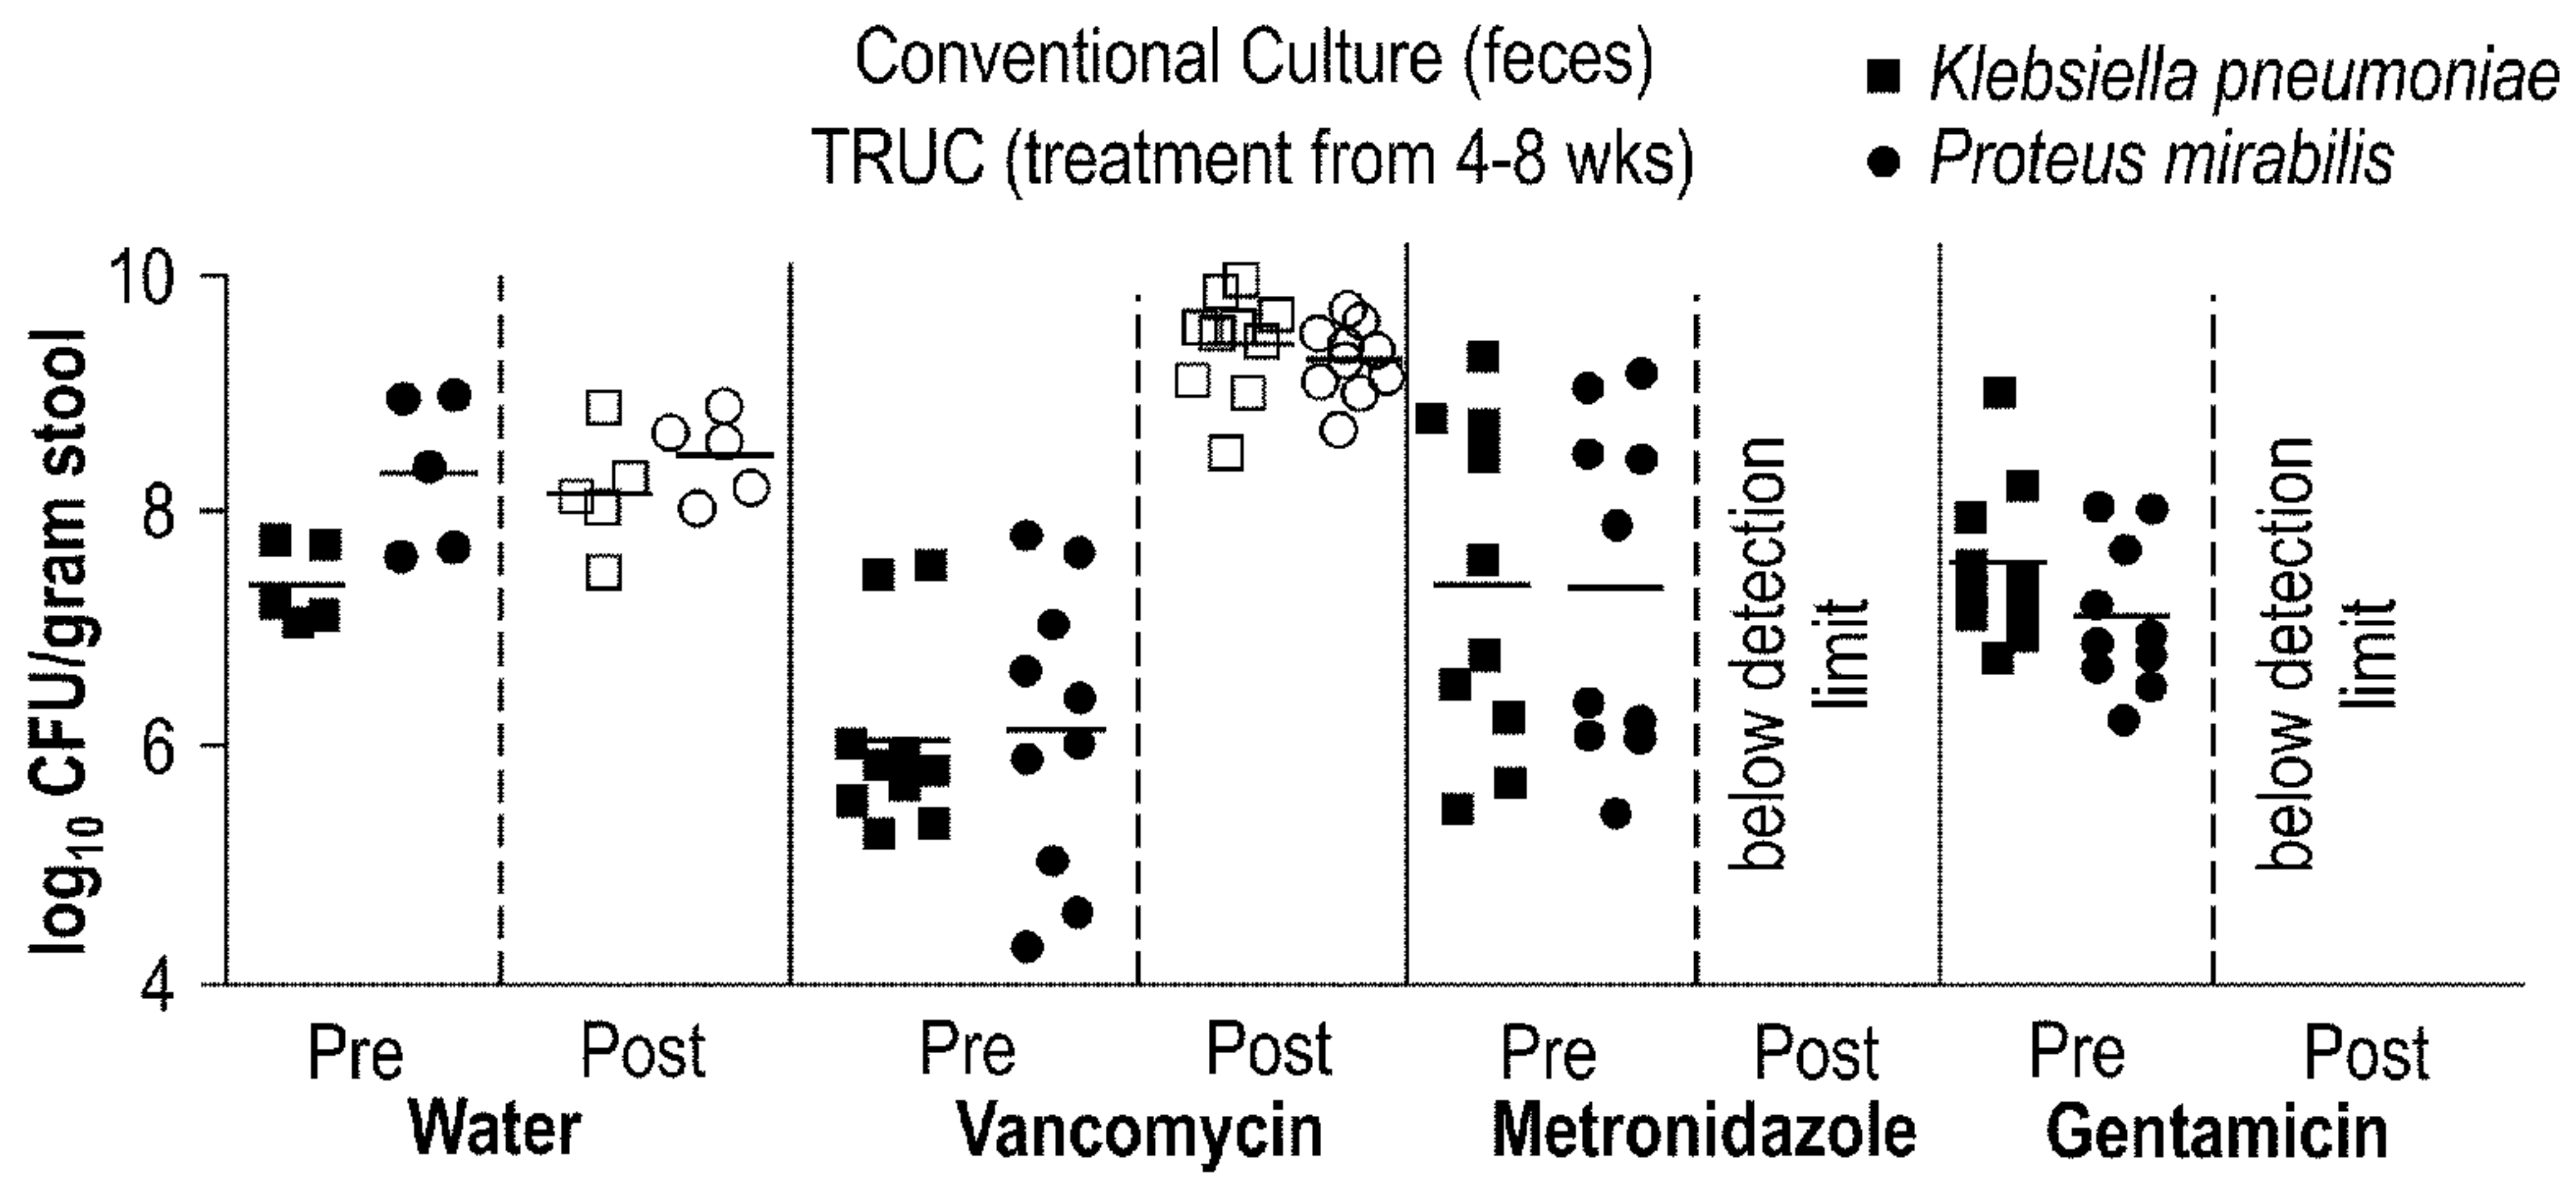 Conventional Culture (feces)
TRUC (treatment from 4-8 wks)
Klebsiella pneumoniae
Proteus mirabilis
log10 CFU/gram stool
10
8
6
4
below detection
limit
below detection
limit
Pre Post Pre Post Pre Post Pre Post
Water Vancomycin Metronidazole Gentamicin